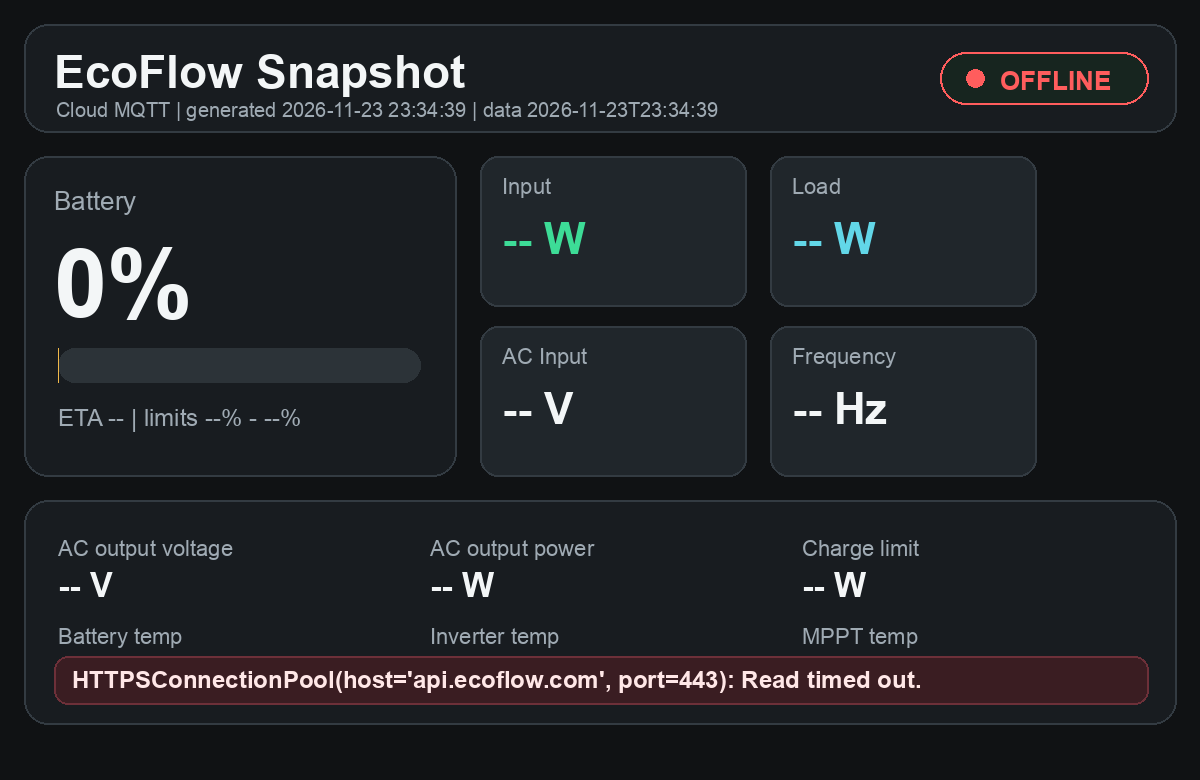 EcoFlow Snapshot
Cloud MQTT | generated 2026-11-23 23:34:39 | data 2026-11-23T23:34:39
OFFLINE
Battery
0%
ETA -- | limits --% - --%
Input
-- W
Load
-- W
AC Input
-- V
Frequency
-- Hz
AC output voltage
-- V
AC output power
-- W
Charge limit
-- W
Battery temp
Inverter temp
MPPT temp
HTTPSConnectionPool(host='api.ecoflow.com', port=443): Read timed out.